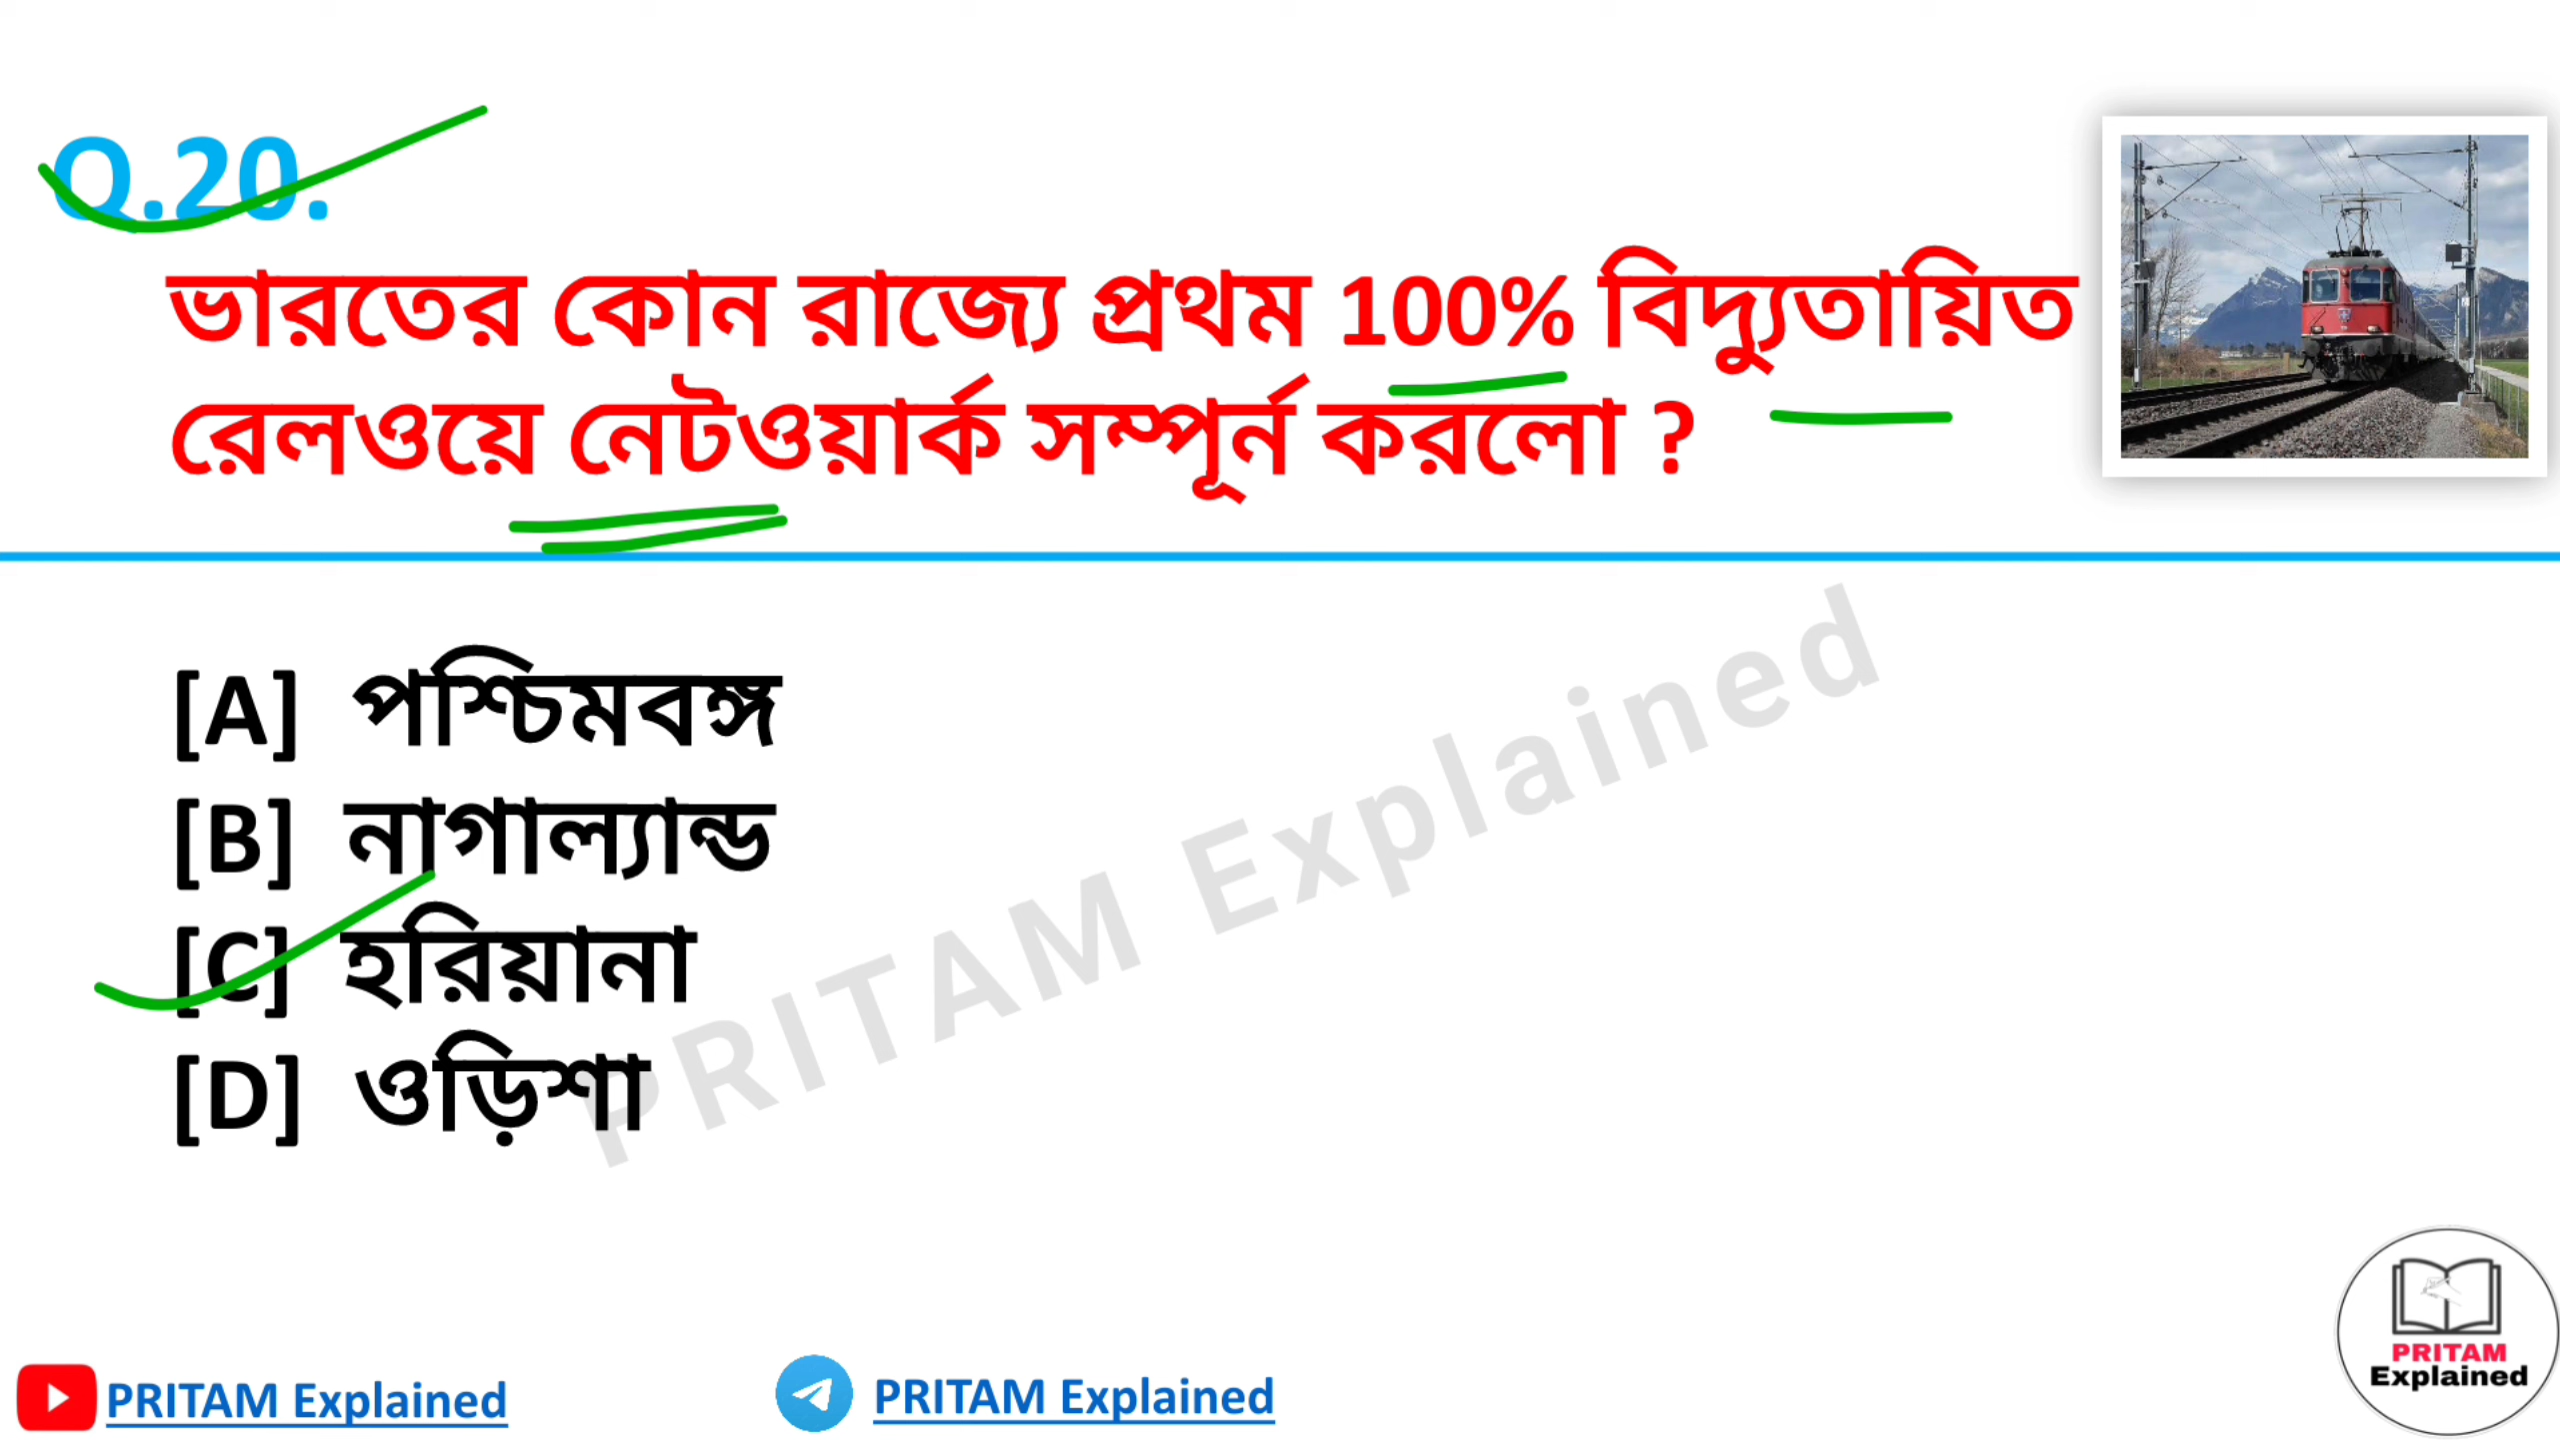 Q.20.
ভারতের কোন রাজ্যে প্রথম 100% বিদ্যুতায়িত
রেলওয়ে নেটওয়ার্ক সম্পূর্ন করলো ?
[A] পশ্চিমবঙ্গ
[B] নাগাল্যান্ড
[C] হরিয়ানা
[D] ওড়িশা
PRITAM Explained
PRITAM Explained
PRITAM Explained
PRITAM
Explained